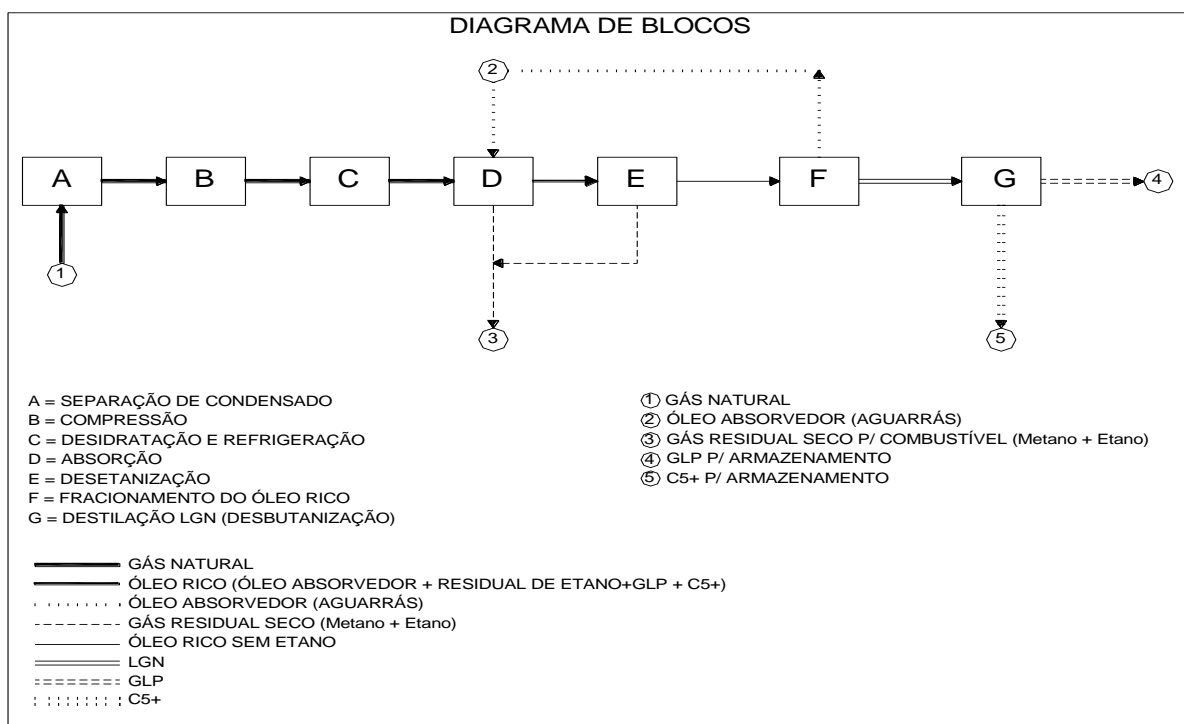 DIAGRAMA DE BLOCOS
2
A
B
C
D
E
F
G
4
1
3
5
A = SEPARAÇÃO DE CONDENSADO
B = COMPRESSÃO
C = DESIDRATAÇÃO E REFRIGERAÇÃO
D = ABSORÇÃO
E = DESETANIZAÇÃO
F = FRACIONAMENTO DO ÓLEO RICO
G = DESTILAÇÃO LGN (DESBUTANIZAÇÃO)
1 GÁS NATURAL
2 ÓLEO ABSORVEDOR (AGUARRÁS)
3 GÁS RESIDUAL SECO P/ COMBUSTÍVEL (Metano + Etano)
4 GLP P/ ARMAZENAMENTO
5 C5+ P/ ARMAZENAMENTO
GÁS NATURAL
ÓLEO RICO (ÓLEO ABSORVEDOR + RESIDUAL DE ETANO+GLP + C5+)
ÓLEO ABSORVEDOR (AGUARRÁS)
GÁS RESIDUAL SECO (Metano + Etano)
ÓLEO RICO SEM ETANO
LGN
GLP
C5+